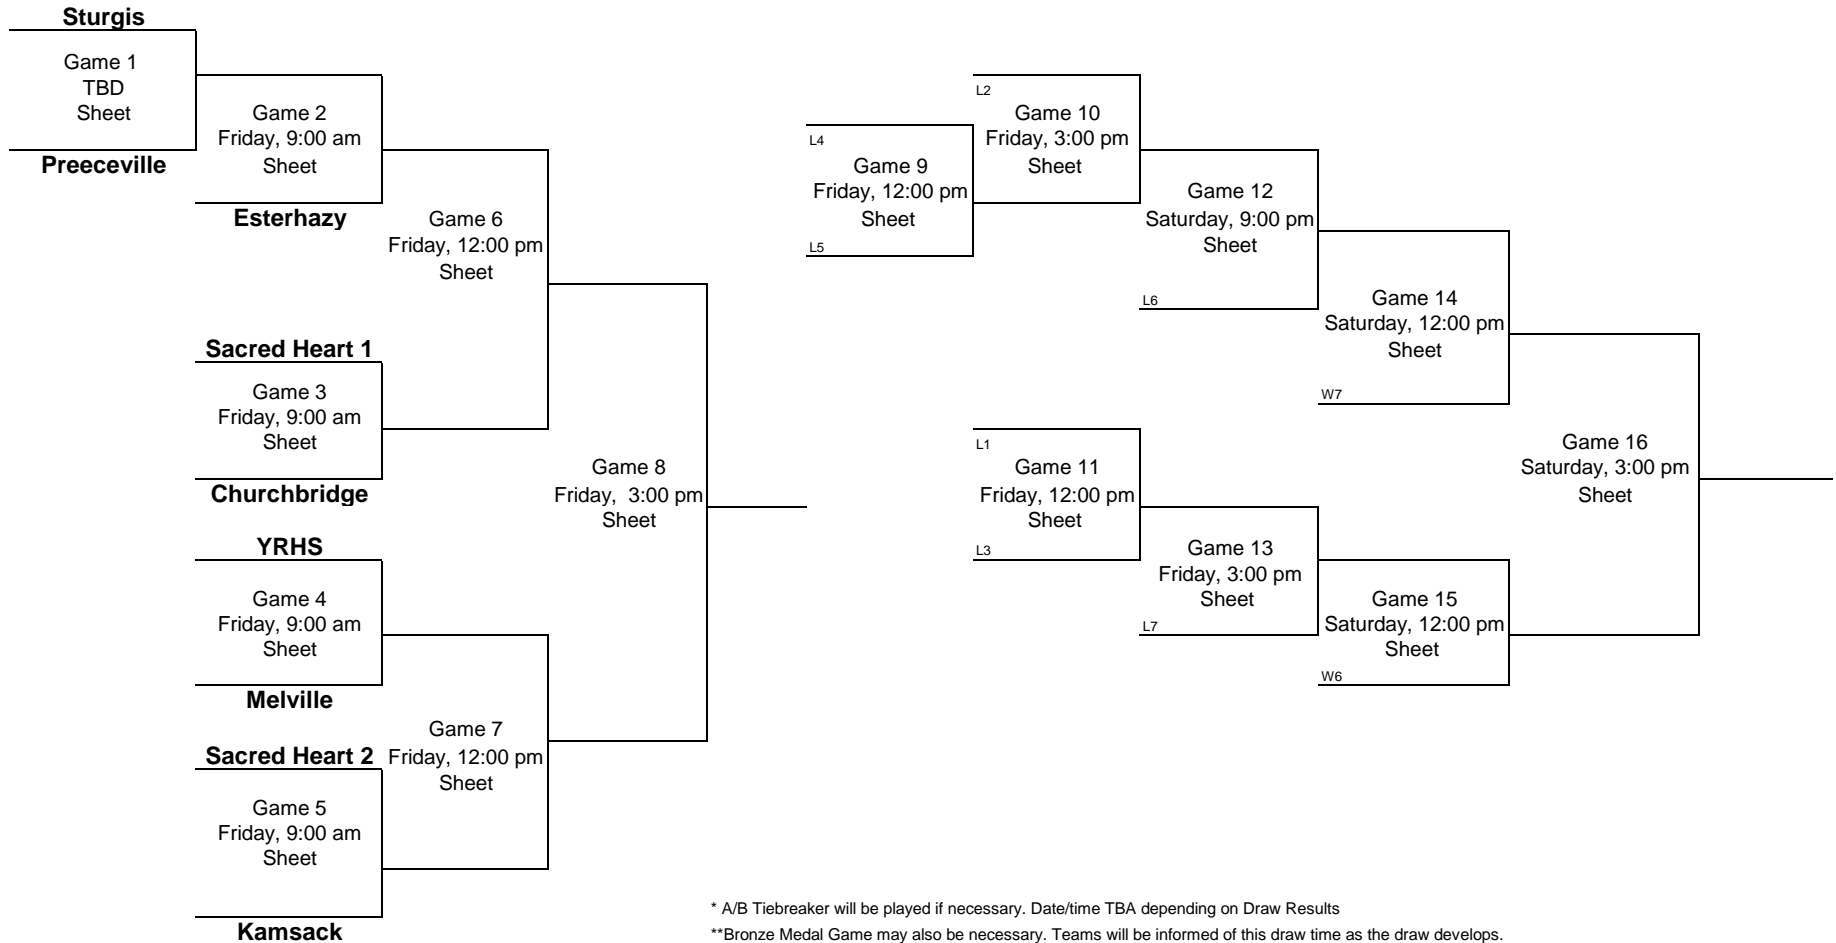 Sturgis
Game 1
TBD
Sheet
Preeceville
Game 2
Friday, 9:00 am
Sheet
Esterhazy
Game 6
Friday, 12:00 pm
Sheet
Sacred Heart 1
Game 3
Friday, 9:00 am
Sheet
Churchbridge
Game 8
Friday, 3:00 pm
Sheet
YRHS
Game 4
Friday, 9:00 am
Sheet
Melville
Game 7
Friday, 12:00 pm
Sheet
Sacred Heart 2
Game 5
Friday, 9:00 am
Sheet
Kamsack
L2
Game 10
Friday, 3:00 pm
Sheet
L4
Game 9
Friday, 12:00 pm
Sheet
L5
Game 12
Saturday, 9:00 pm
Sheet
L6
Game 14
Saturday, 12:00 pm
Sheet
W7
L1
Game 11
Friday, 12:00 pm
Sheet
L3
Game 13
Friday, 3:00 pm
Sheet
L7
Game 15
Saturday, 12:00 pm
Sheet
W6
Game 16
Saturday, 3:00 pm
Sheet
* A/B Tiebreaker will be played if necessary. Date/time TBA depending on Draw Results
**Bronze Medal Game may also be necessary. Teams will be informed of this draw time as the draw develops.